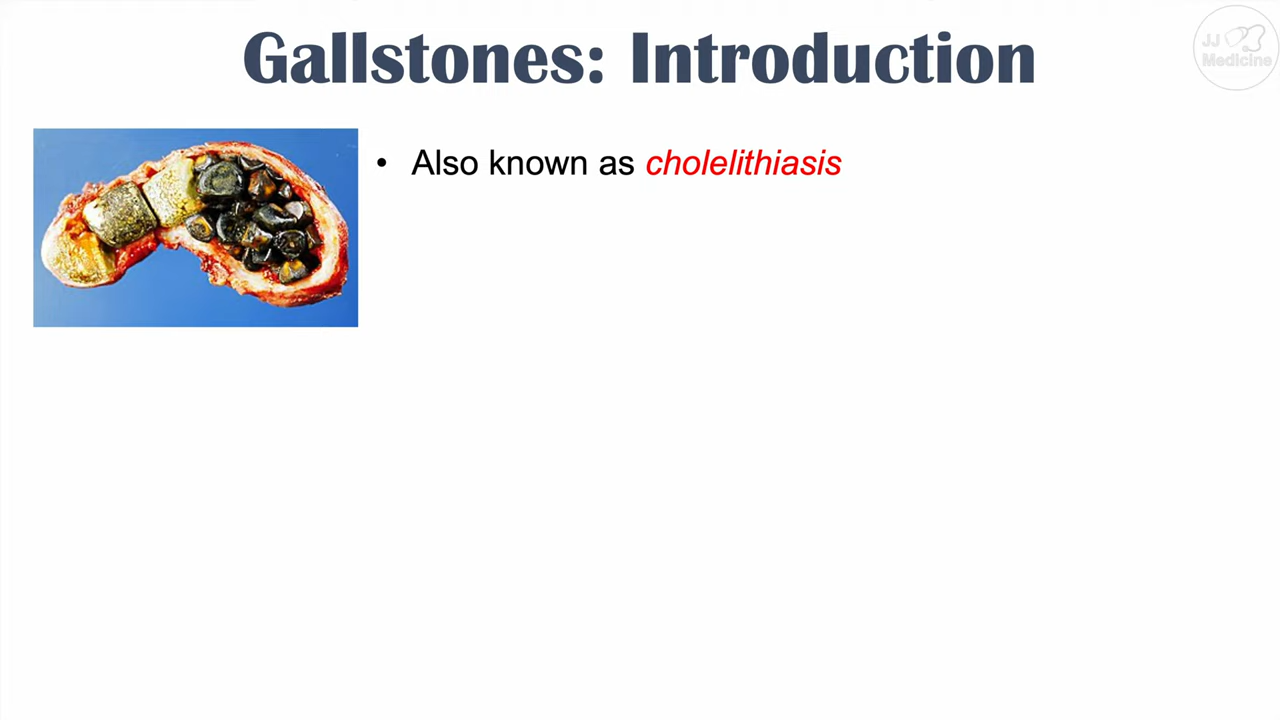 Gallstones: Introduction
JJ
Medicine
• Also known as cholelithiasis